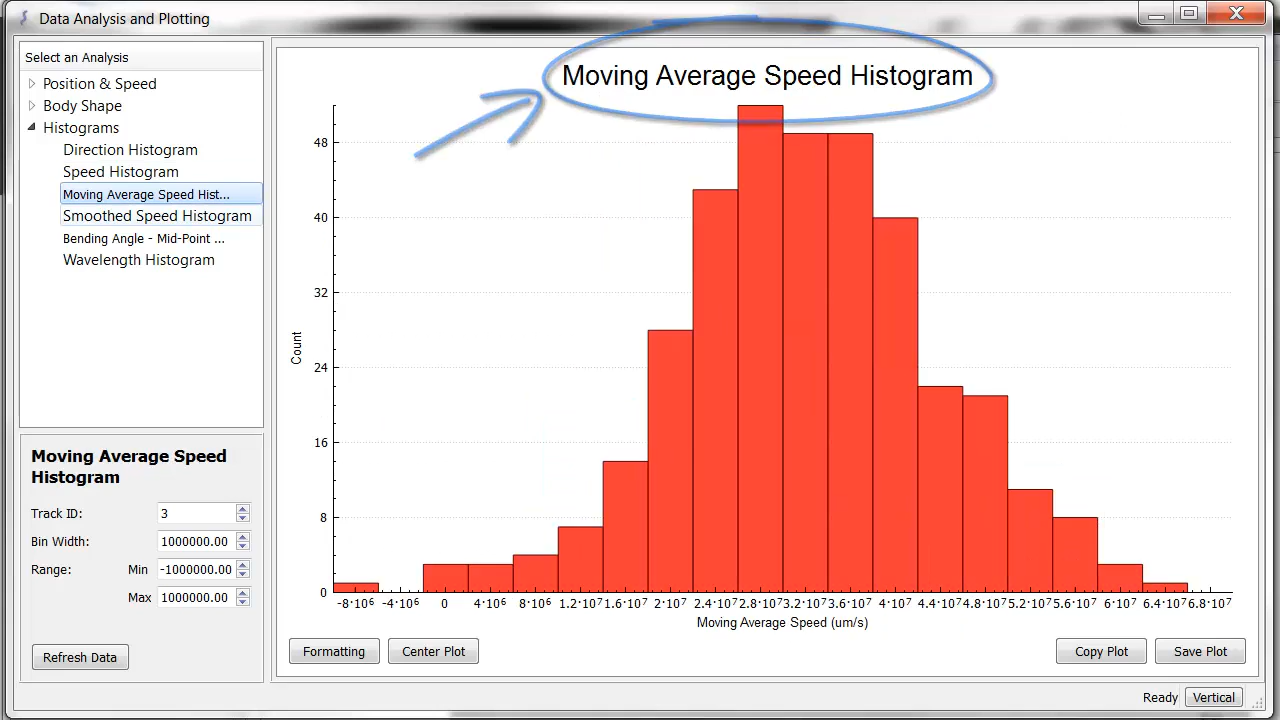 Data Analysis and Plotting
Select an Analysis
Position & Speed
Body Shape
Histograms
Direction Histogram
Speed Histogram
Moving Average Speed Hist...
Smoothed Speed Histogram
Bending Angle - Mid-Point ...
Wavelength Histogram
Moving Average Speed
Histogram
Track ID: 3
Bin Width: 1000000.00
Range: Min -1000000.00
Max 1000000.00
Refresh Data
Moving Average Speed Histogram
48
40
32
24
16
8
0
Count
-8·10⁶ -4·10⁶ 0 4·10⁶ 8·10⁶ 1.2·10⁷ 1.6·10⁷ 2·10⁷ 2.4·10⁷ 2.8·10⁷ 3.2·10⁷ 3.6·10⁷ 4·10⁷ 4.4·10⁷ 4.8·10⁷ 5.2·10⁷ 5.6·10⁷ 6·10⁷ 6.4·10⁷ 6.8·10⁷
Moving Average Speed (um/s)
Formatting Center Plot Copy Plot Save Plot
Ready Vertical